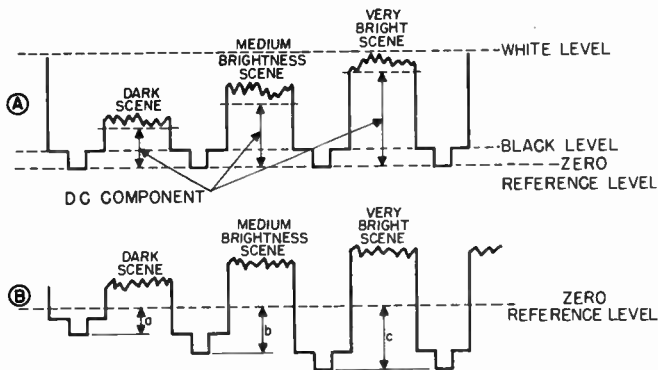 VERY
BRIGHT
SCENE
WHITE LEVEL
MEDIUM
BRIGHTNESS
SCENE
A
DARK
SCENE
BLACK LEVEL
ZERO
REFERENCE LEVEL
DC COMPONENT
VERY
BRIGHT
SCENE
MEDIUM
BRIGHTNESS
SCENE
DARK
SCENE
B
ZERO
REFERENCE LEVEL
a
b
c